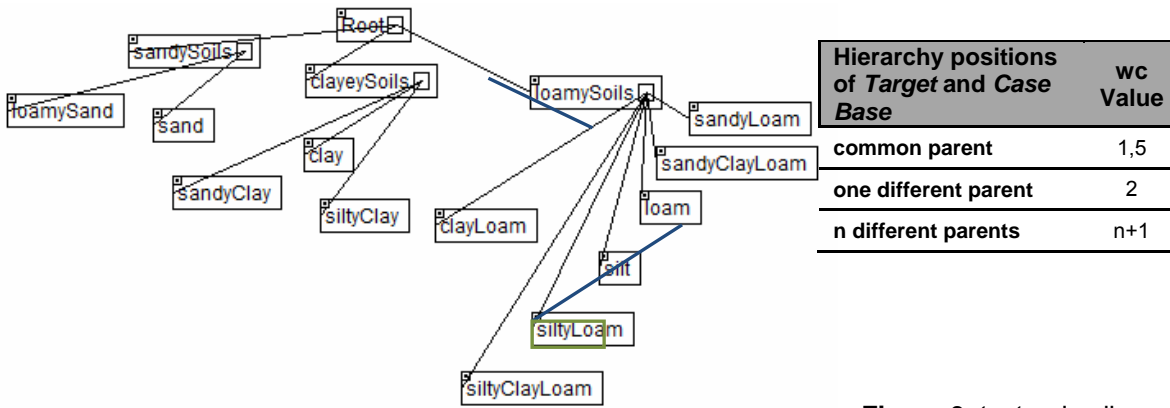 Root
sandySoils
clayeySoils
loamySoils
loamySand
sand
sandyLoam
clay
sandyClayLoam
sandyClay
siltyClay
clayLoam
loam
silt
siltyLoam
siltyClayLoam
Hierarchy positions
of Target and Case
Base
wc
Value
common parent 1,5
one different parent 2
n different parents n+1